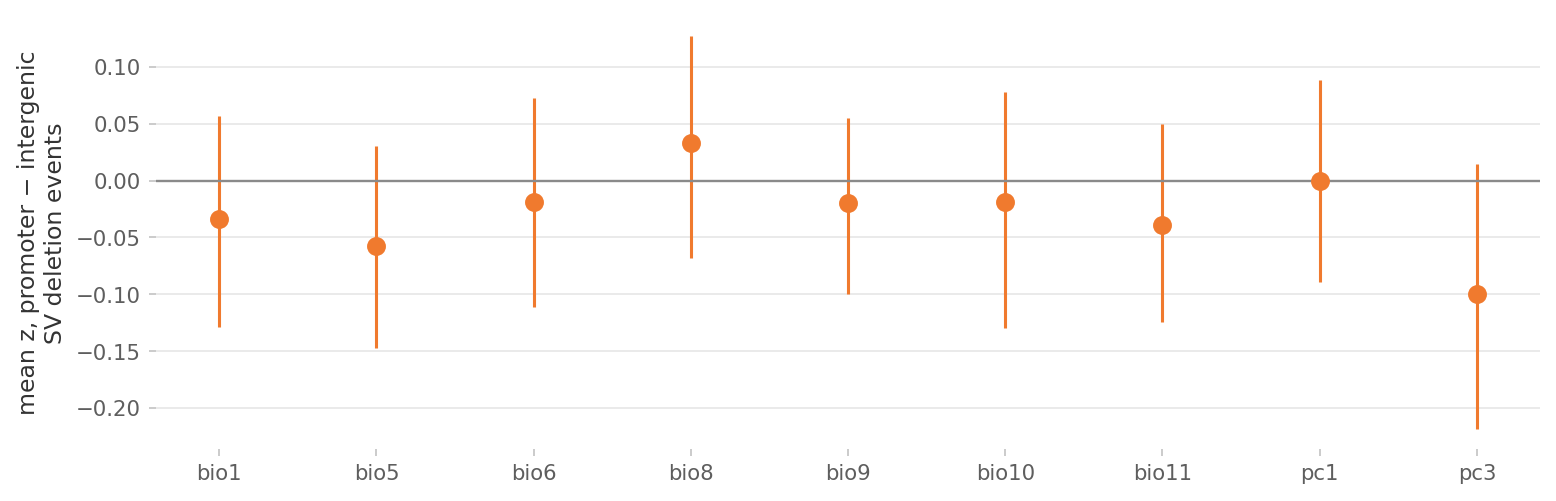 mean z, promoter − intergenic
SV deletion events
0.10
0.05
0.00
−0.05
−0.10
−0.15
−0.20
bio1 bio5 bio6 bio8 bio9 bio10 bio11 pc1 pc3